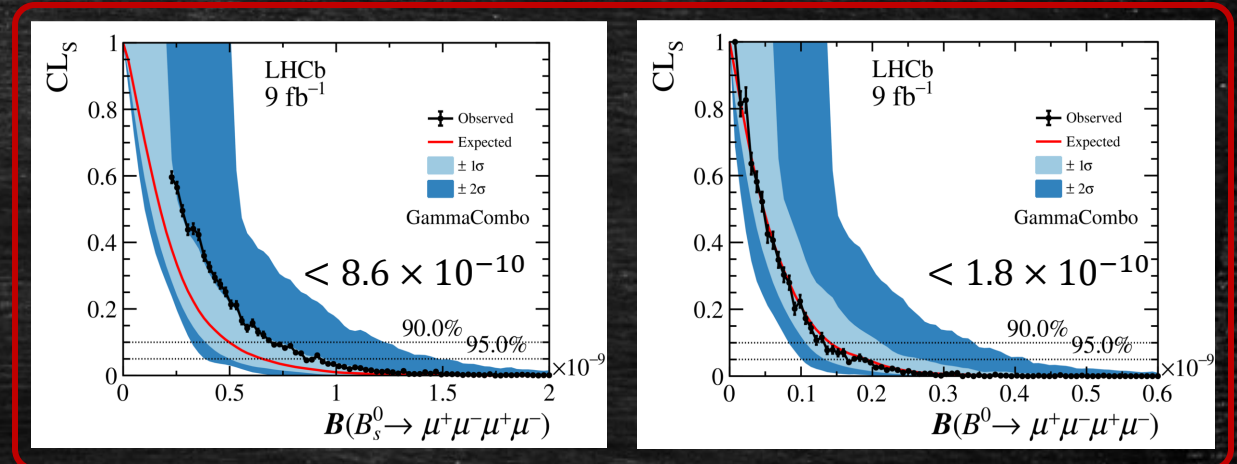 CLs
1
0.8
0.6
0.4
0.2
0
LHCb
9 fb⁻¹
Observed
Expected
± 1σ
± 2σ
GammaCombo
< 8.6 × 10⁻¹⁰
90.0%
95.0%
0 0.5 1 1.5 2
×10⁻⁹
B(B⁰ₛ → μ⁺μ⁻μ⁺μ⁻)
CLs
1
0.8
0.6
0.4
0.2
0
LHCb
9 fb⁻¹
Observed
Expected
± 1σ
± 2σ
GammaCombo
< 1.8 × 10⁻¹⁰
90.0%
95.0%
0 0.1 0.2 0.3 0.4 0.5 0.6
×10⁻⁹
B(B⁰ → μ⁺μ⁻μ⁺μ⁻)